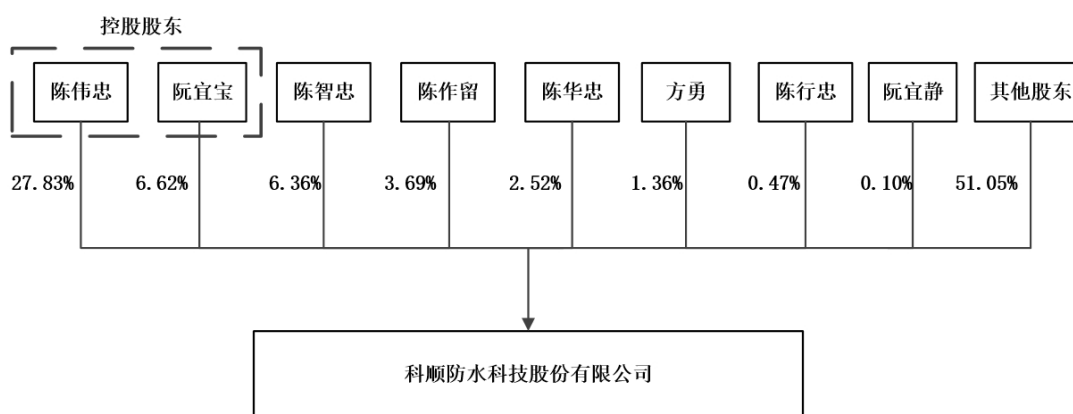 控股股东
陈伟忠 阮宜宝 陈智忠 陈作留 陈华忠 方勇 陈行忠 阮宜静 其他股东
27.83% 6.62% 6.36% 3.69% 2.52% 1.36% 0.47% 0.10% 51.05%
科顺防水科技股份有限公司